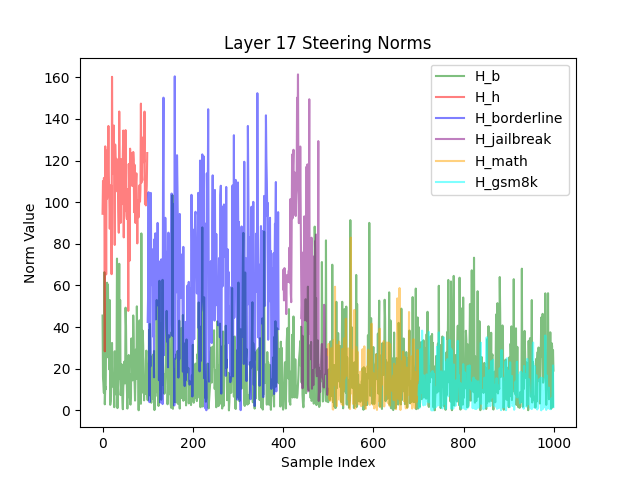 Layer 17 Steering Norms
Norm Value
160
140
120
100
80
60
40
20
0
H_b
H_h
H_borderline
H_jailbreak
H_math
H_gsm8k
0
200
400
600
800
1000
Sample Index